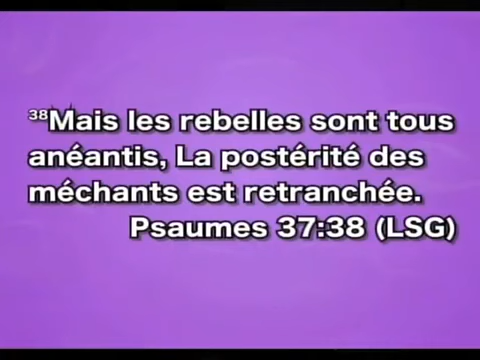 ³⁸Mais les rebelles sont tous
anéantis, La postérité des
méchants est retranchée.
Psaumes 37:38 (LSG)